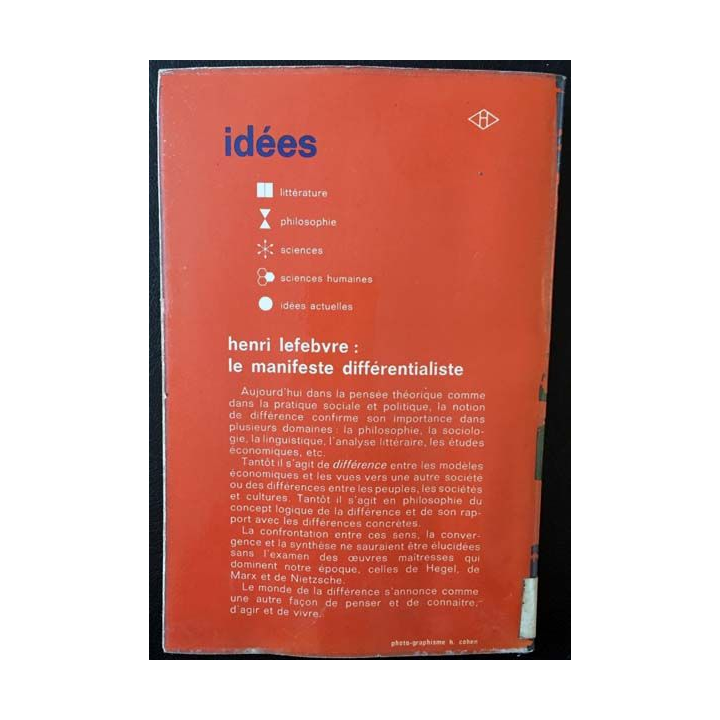 idées
littérature
philosophie
sciences
sciences humaines
idées actuelles
henri lefebvre :
le manifeste différentialiste
Aujourd'hui dans la pensée théorique comme
dans la pratique sociale et politique, la notion
de différence confirme son importance dans
plusieurs domaines : la philosophie, la sociolo-
gie, la linguistique, l'analyse littéraire, les études
économiques, etc.
Tantôt il s'agit de différence entre les modèles
économiques et les vues vers une autre société
ou des différences entre les peuples, les sociétés
et cultures. Tantôt il s'agit en philosophie du
concept logique de la différence et de son rap-
port avec les différences concrètes.
La confrontation entre ces sens, la conver-
gence et la synthèse ne sauraient être élucidées
sans l'examen des œuvres maîtresses qui
dominent notre époque, celles de Hegel, de
Marx et de Nietzsche.
Le monde de la différence s'annonce comme
une autre façon de penser et de connaître,
d'agir et de vivre.
photo-graphisme h. cohen